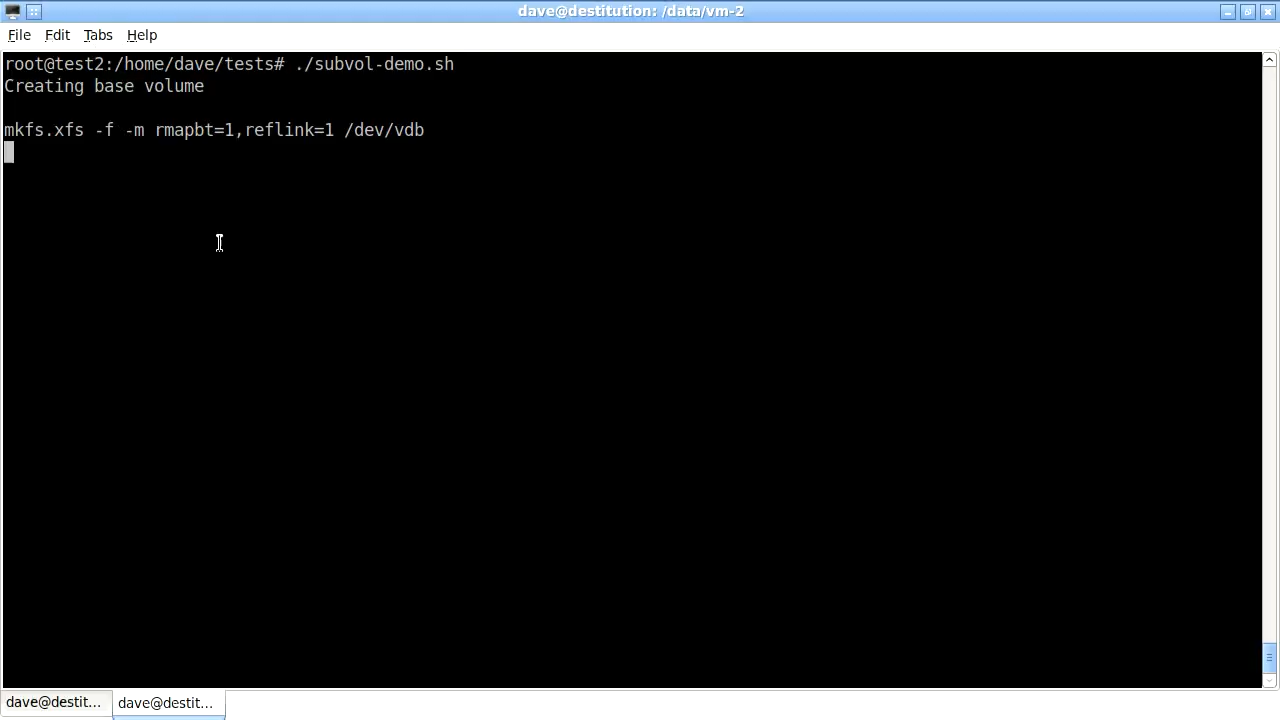 dave@destitution: /data/vm-2
File Edit Tabs Help
root@test2:/home/dave/tests# ./subvol-demo.sh
Creating base volume
mkfs.xfs -f -m rmapbt=1,reflink=1 /dev/vdb
dave@destit... dave@destit...